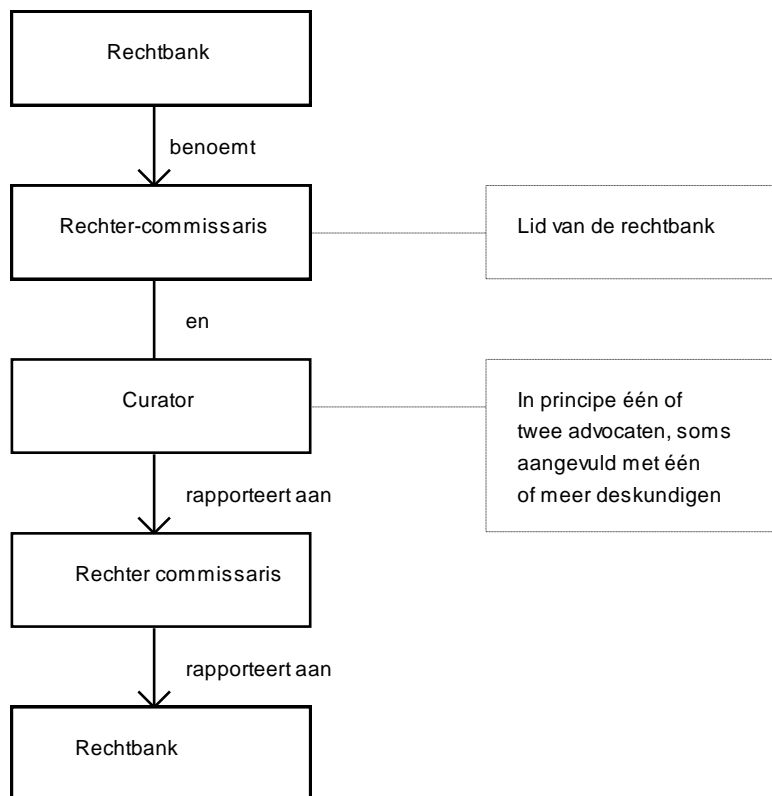 Rechtbank
benoemt
Rechter-commissaris
Lid van de rechtbank
en
Curator
In principe één of
twee advocaten, soms
aangevuld met één
of meer deskundigen
rapporteert aan
Rechter commissaris
rapporteert aan
Rechtbank